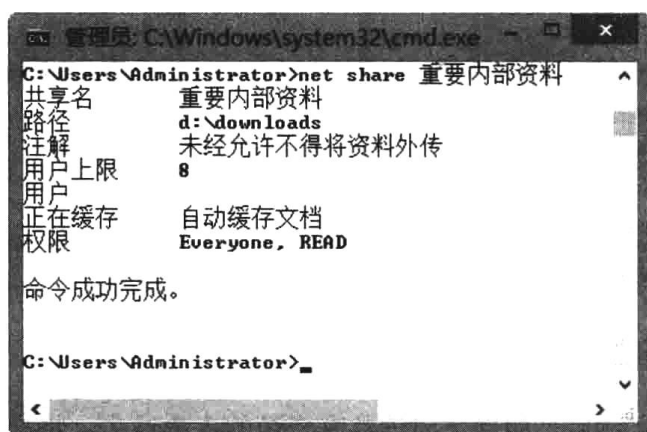 管理员: C:\Windows\system32\cmd.exe
C:\Users\Administrator>net share 重要内部资料
共享名 重要内部资料
路径 d:\downloads
注解 未经允许不得将资料外传
用户上限 8
用户
正在缓存 自动缓存文档
权限 Everyone, READ
命令成功完成。
C:\Users\Administrator>_